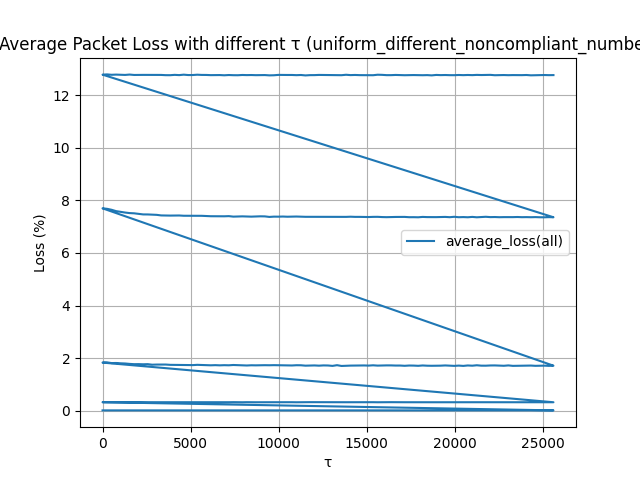 Average Packet Loss with different τ (uniform_different_noncompliant_numbe
12
10
8
6
4
2
0
Loss (%)
average_loss(all)
0 5000 10000 15000 20000 25000
τ